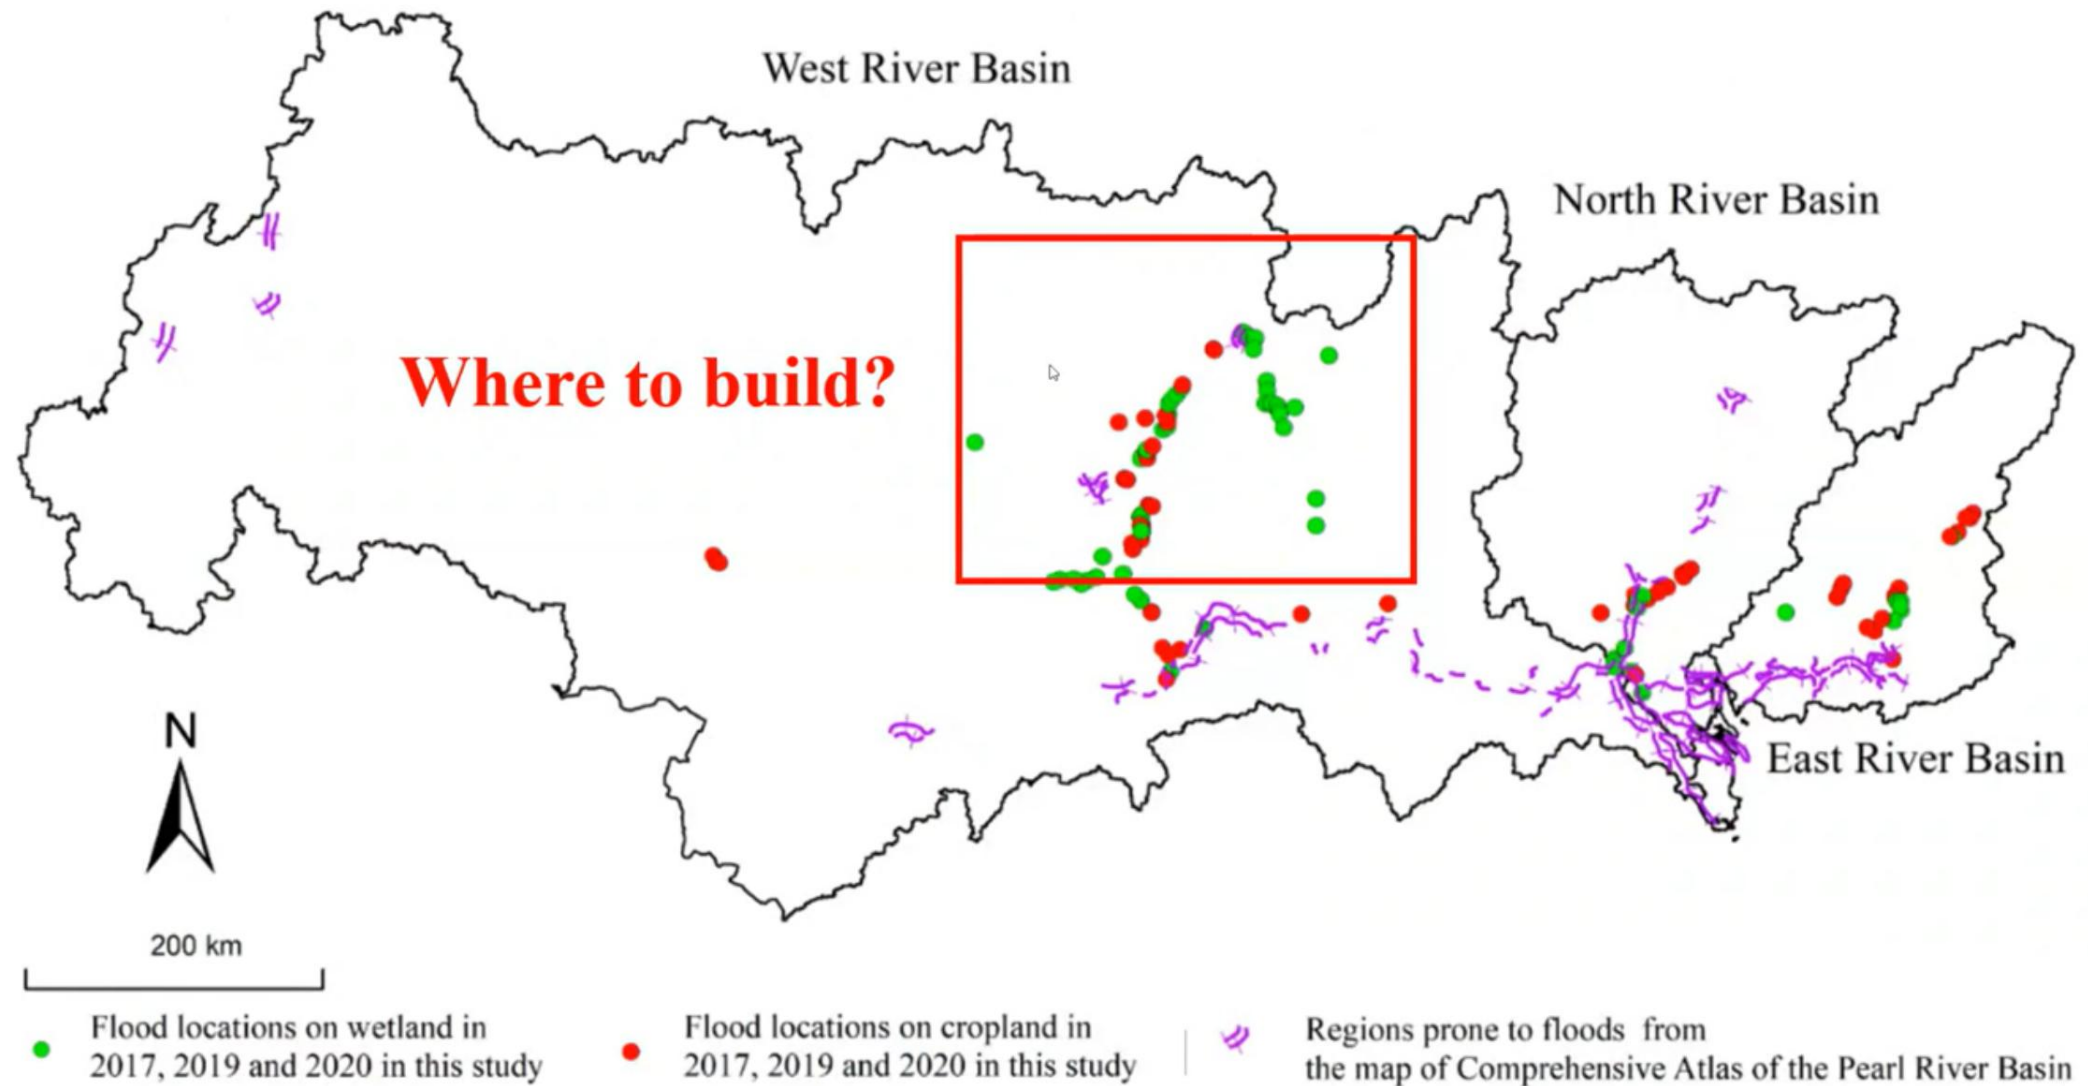 West River Basin
North River Basin
Where to build?
East River Basin
N
200 km
Flood locations on wetland in
2017, 2019 and 2020 in this study
Flood locations on cropland in
2017, 2019 and 2020 in this study
Regions prone to floods from
the map of Comprehensive Atlas of the Pearl River Basin